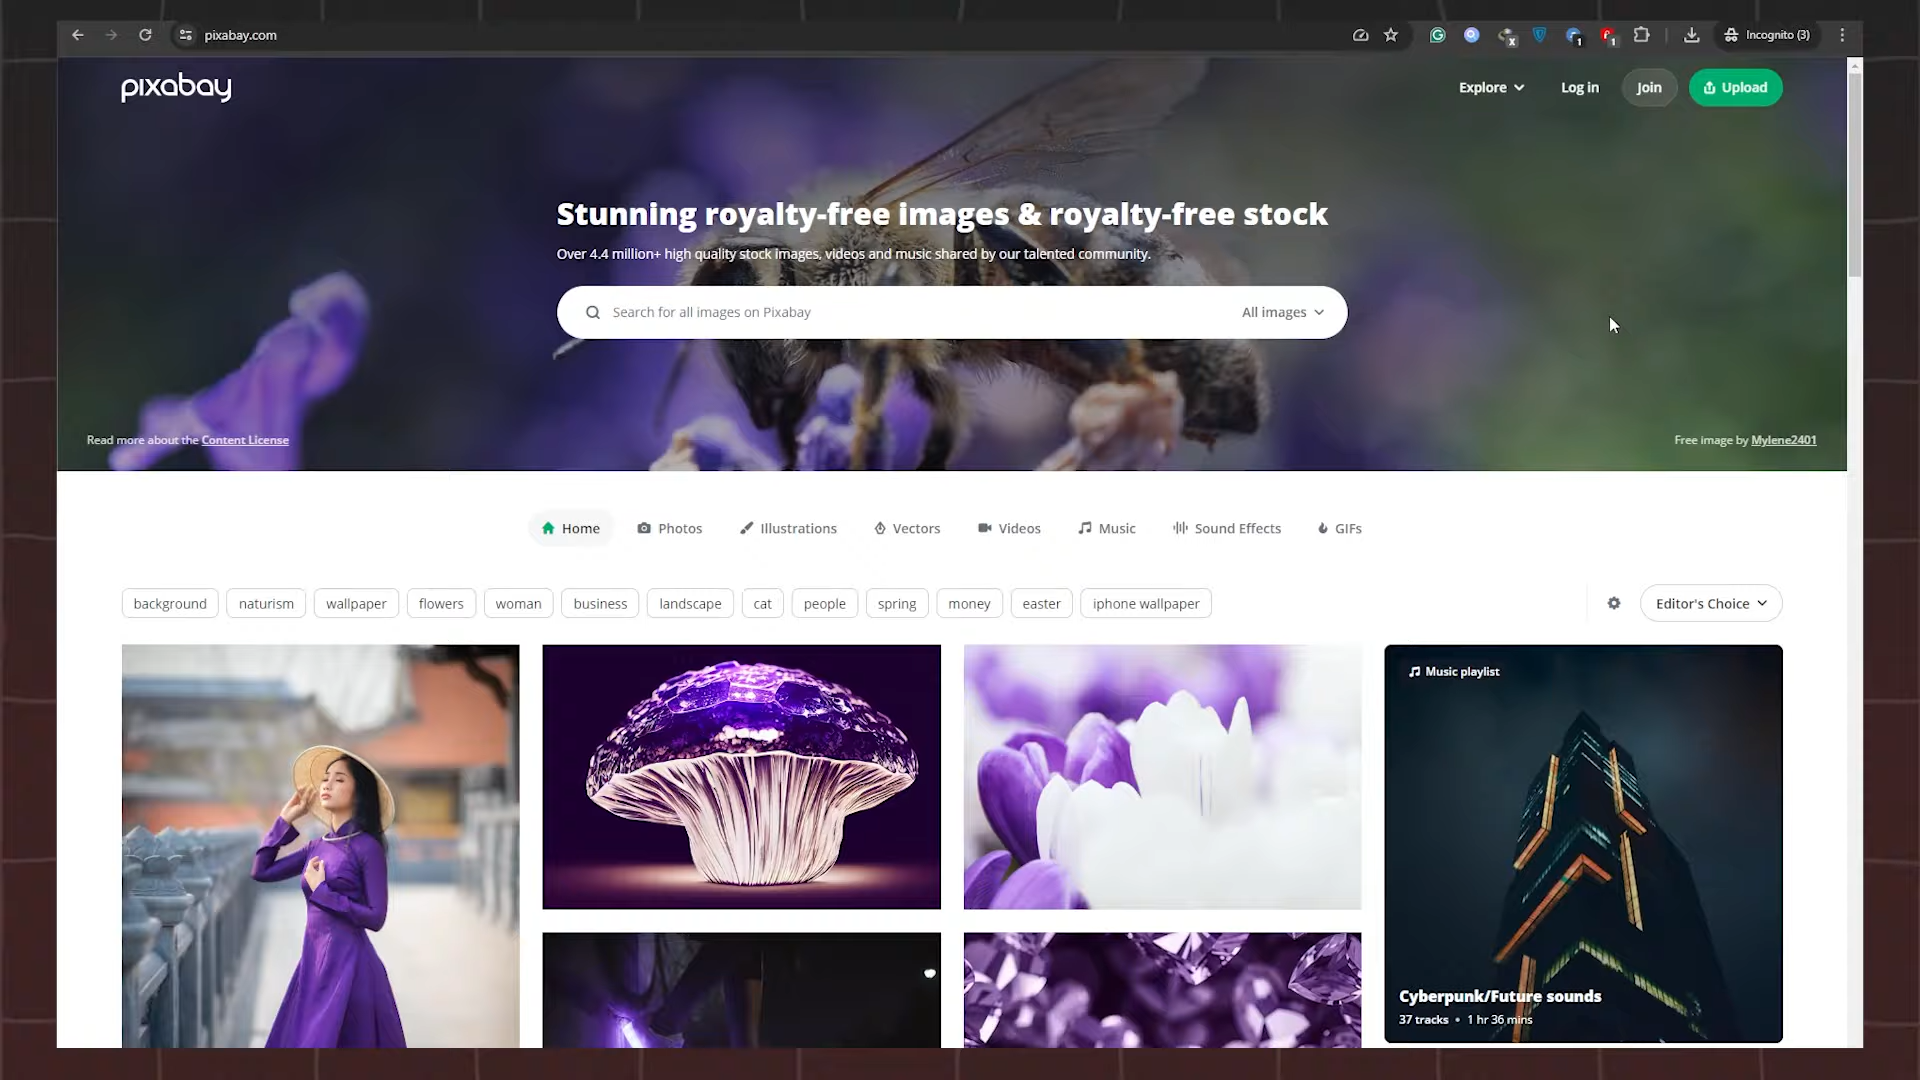 pixabay.com
Incognito (3)
pixabay
Explore
Log in
Join
Upload
Stunning royalty-free images & royalty-free stock
Over 4.4 million+ high quality stock images, videos and music shared by our talented community.
Search for all images on Pixabay
All images
Read more about the Content License
Free image by Mylene2401
Home
Photos
Illustrations
Vectors
Videos
Music
Sound Effects
GIFs
background
naturism
wallpaper
flowers
woman
business
landscape
cat
people
spring
money
easter
iphone wallpaper
Editor's Choice
Music playlist
Cyberpunk/Future sounds
37 tracks • 1 hr 36 mins